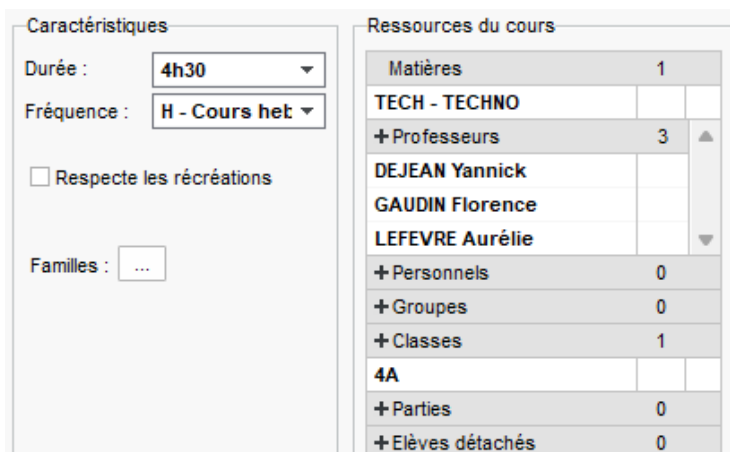 Caractéristiques
Durée :
4h30
Fréquence :
H - Cours heb
Respecte les récréations
Familles :
...
Ressources du cours
Matières 1
TECH - TECHNO
+ Professeurs 3
DEJEAN Yannick
GAUDIN Florence
LEFEVRE Aurélie
+ Personnels 0
+ Groupes 0
+ Classes 1
4A
+ Parties 0
+ Elèves détachés 0